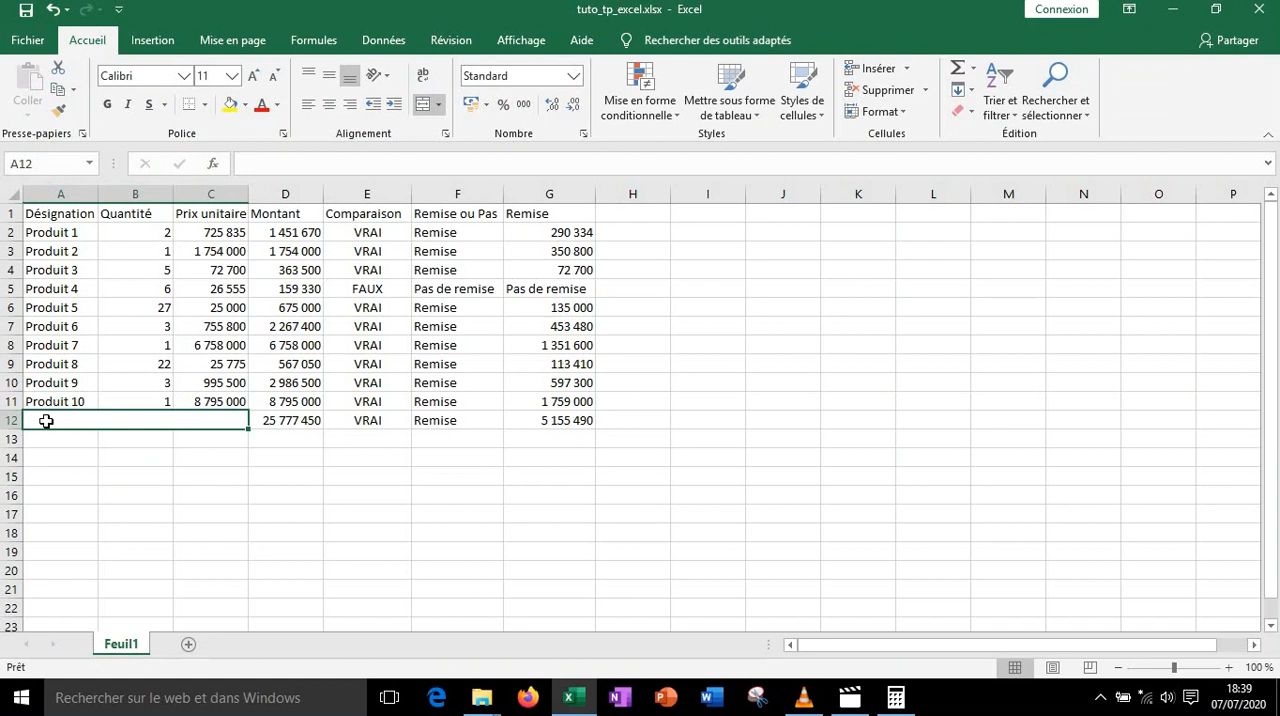 tuto_tp_excel.xlsx - Excel
Connexion
Fichier Accueil Insertion Mise en page Formules Données Révision Affichage Aide Rechercher des outils adaptés Partager
Coller
Presse-papiers
Calibri 11
G I S
Police
ab
Alignement
Standard
% 000
Nombre
Mise en forme conditionnelle
Mettre sous forme de tableau
Styles de cellules
Styles
Insérer
Supprimer
Format
Cellules
Trier et filtrer
Rechercher et sélectionner
Édition
A12 fx
A B C D E F G H I J K L M N O P
1 Désignation Quantité Prix unitaire Montant Comparaison Remise ou Pas Remise
2 Produit 1 2 725 835 1 451 670 VRAI Remise 290 334
3 Produit 2 1 1 754 000 1 754 000 VRAI Remise 350 800
4 Produit 3 5 72 700 363 500 VRAI Remise 72 700
5 Produit 4 6 26 555 159 330 FAUX Pas de remise Pas de remise
6 Produit 5 27 25 000 675 000 VRAI Remise 135 000
7 Produit 6 3 755 800 2 267 400 VRAI Remise 453 480
8 Produit 7 1 6 758 000 6 758 000 VRAI Remise 1 351 600
9 Produit 8 22 25 775 567 050 VRAI Remise 113 410
10 Produit 9 3 995 500 2 986 500 VRAI Remise 597 300
11 Produit 10 1 8 795 000 8 795 000 VRAI Remise 1 759 000
12 25 777 450 VRAI Remise 5 155 490
13
14
15
16
17
18
19
20
21
22
23
Feuil1
Prêt 100 %
Rechercher sur le web et dans Windows
18:39
07/07/2020